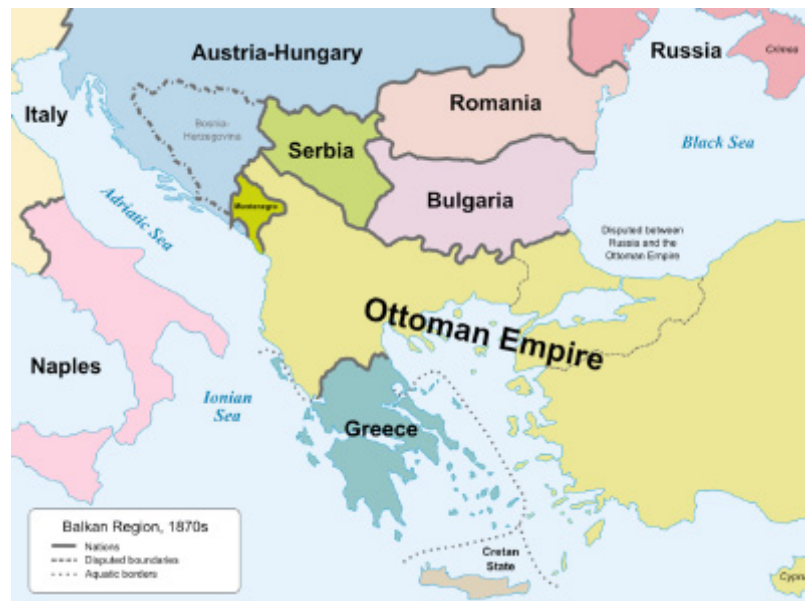 Austria-Hungary
Russia
Crimea
Italy
Romania
Bosnia-
Herzegovina
Serbia
Black Sea
Adriatic Sea
Montenegro
Bulgaria
Disputed between
Russia and the
Ottoman Empire
Ottoman Empire
Naples
Ionian
Sea
Greece
Balkan Region, 1870s
Nations
Disputed boundaries
Aquatic borders
Cretan
State
Cypru